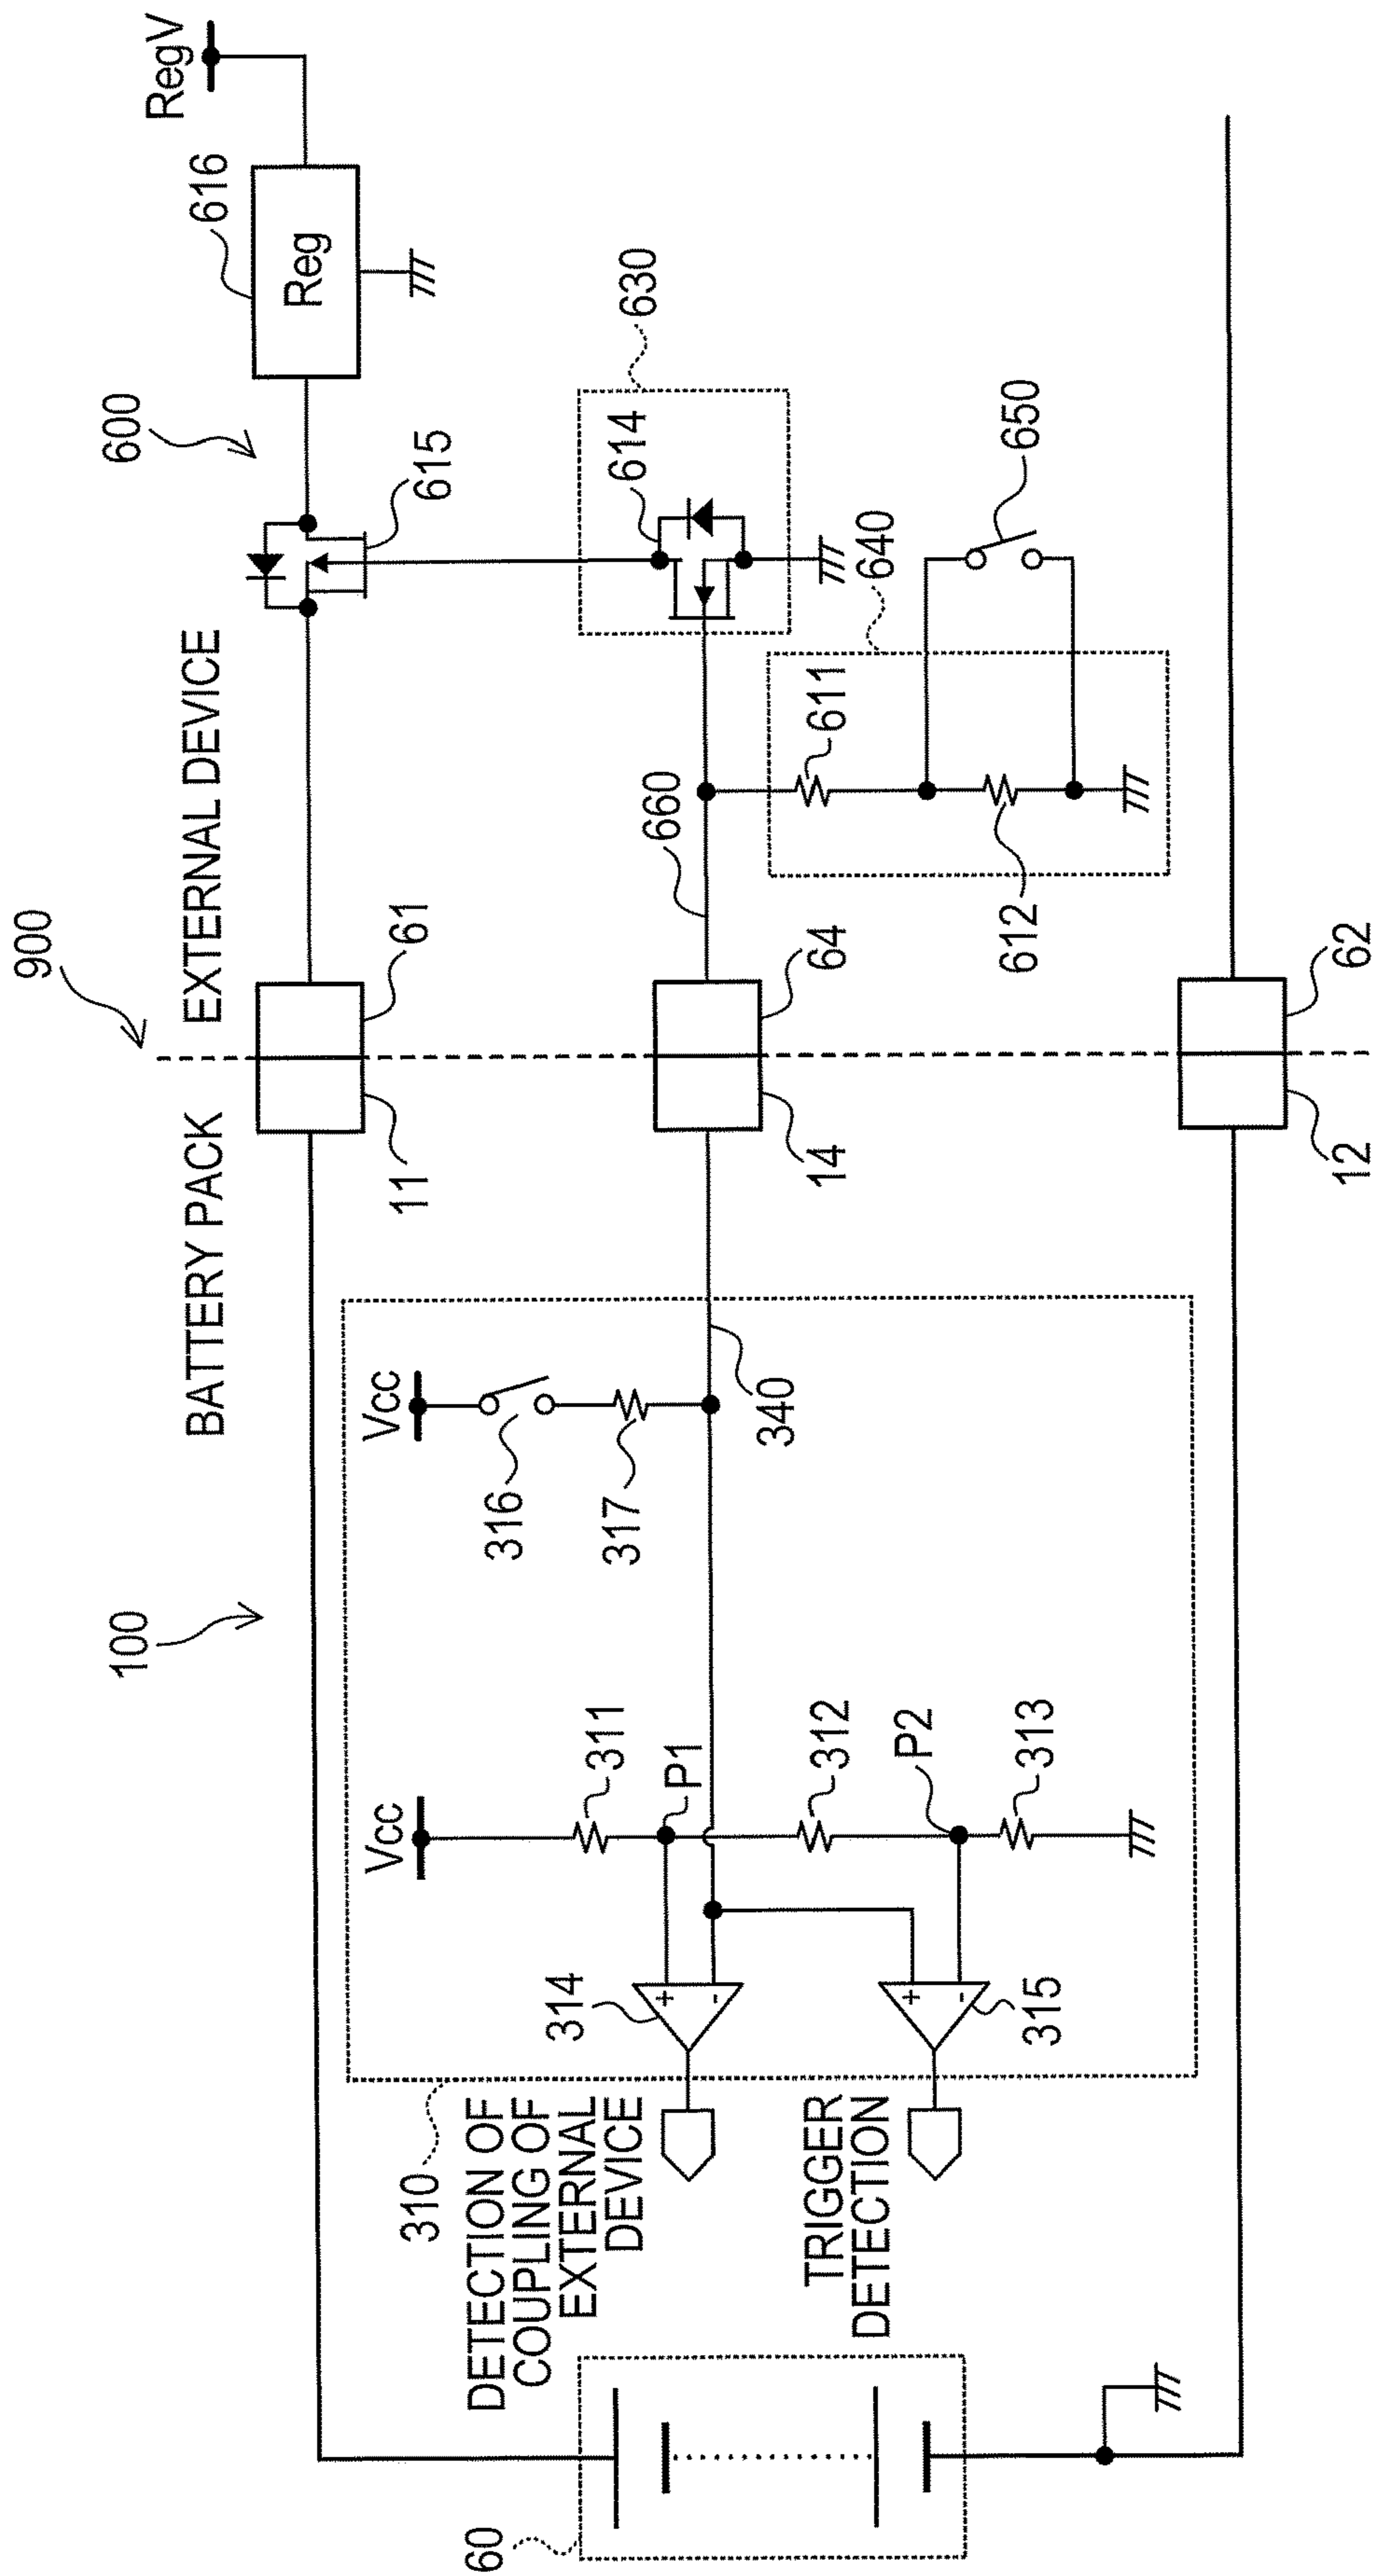 900
BATTERY PACK
EXTERNAL DEVICE
100
600
RegV
616
Reg
615
11
61
310
DETECTION OF
COUPLING OF
EXTERNAL
DEVICE
Vcc
Vcc
316
317
311
P1
314
+
-
340
14
64
660
630
614
640
611
650
612
TRIGGER
DETECTION
312
P2
313
315
+
-
60
12
62